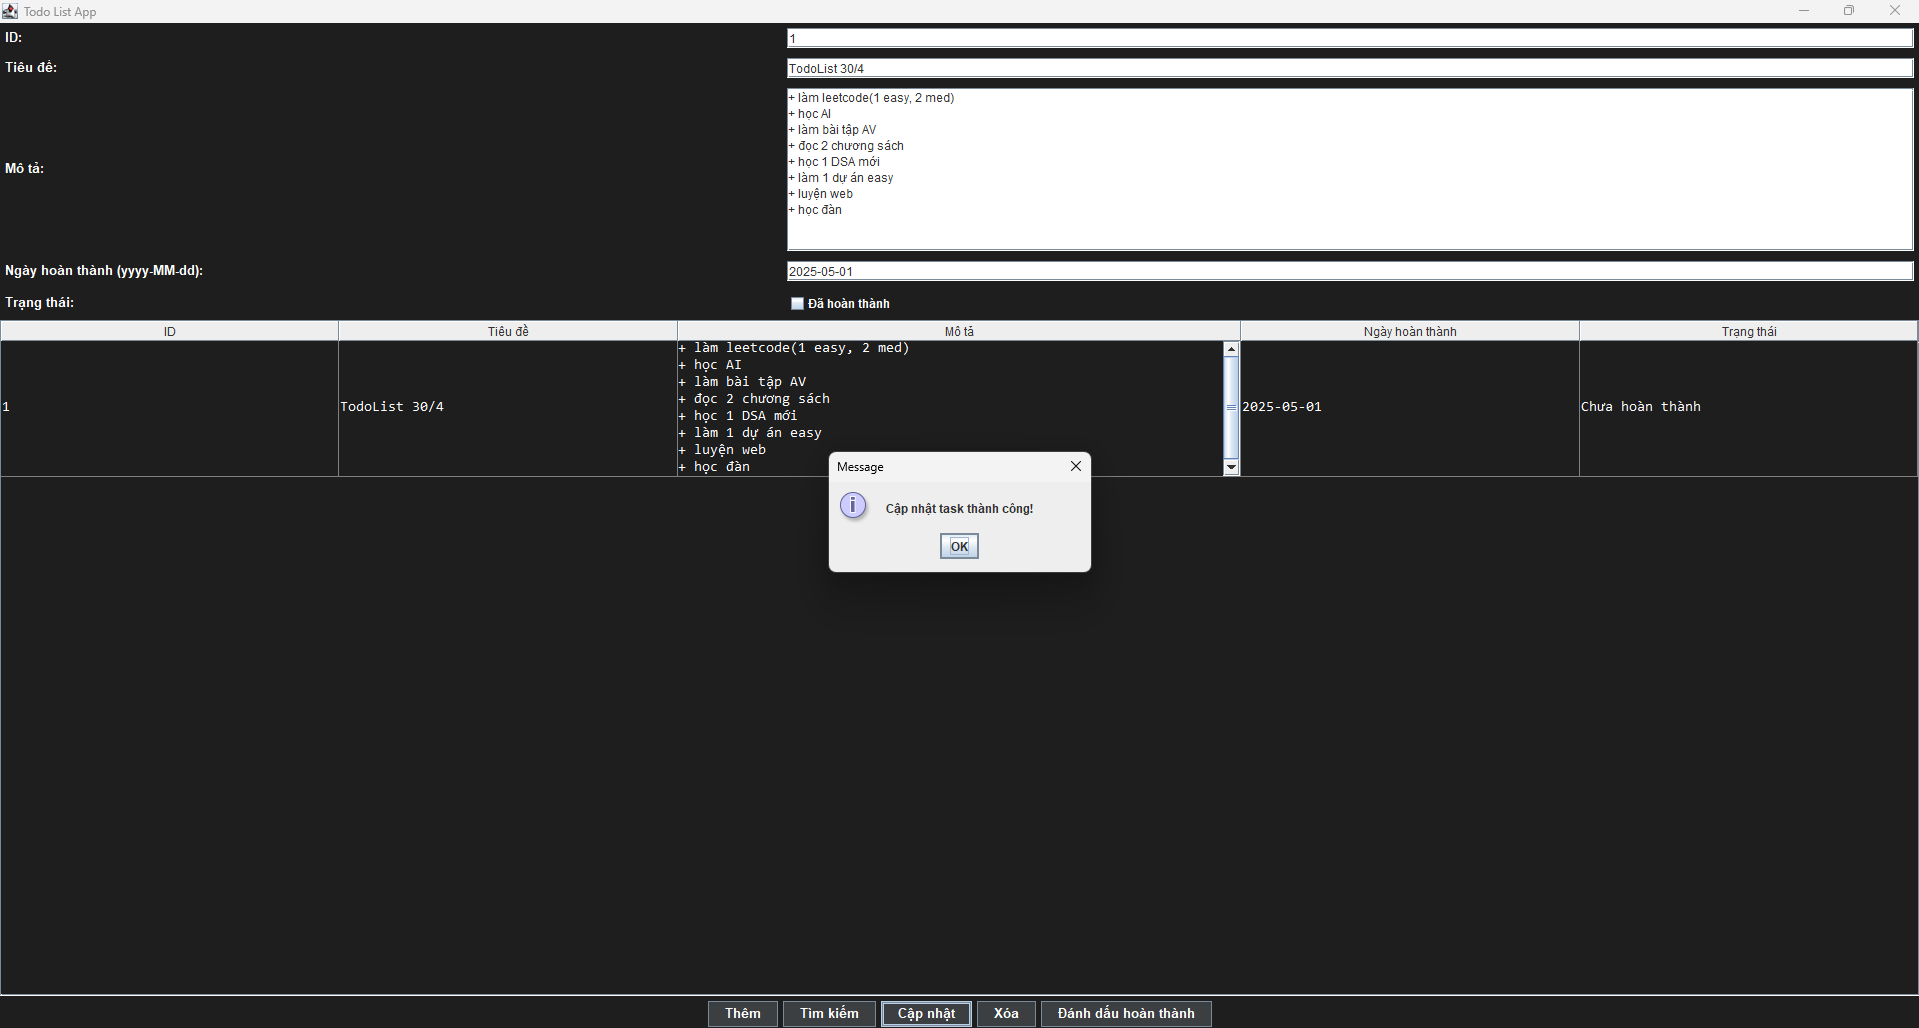 Todo List App
ID:
1
Tiêu đề:
TodoList 30/4
Mô tả:
+ làm leetcode(1 easy, 2 med)
+ học AI
+ làm bài tập AV
+ đọc 2 chương sách
+ học 1 DSA mới
+ làm 1 dự án easy
+ luyện web
+ học đàn
Ngày hoàn thành (yyyy-MM-dd):
2025-05-01
Trạng thái:
Đã hoàn thành
ID
Tiêu đề
Mô tả
Ngày hoàn thành
Trạng thái
1
TodoList 30/4
+ làm leetcode(1 easy, 2 med)
+ học AI
+ làm bài tập AV
+ đọc 2 chương sách
+ học 1 DSA mới
+ làm 1 dự án easy
+ luyện web
+ học đàn
2025-05-01
Chưa hoàn thành
Message
Cập nhật task thành công!
OK
Thêm
Tìm kiếm
Cập nhật
Xóa
Đánh dấu hoàn thành